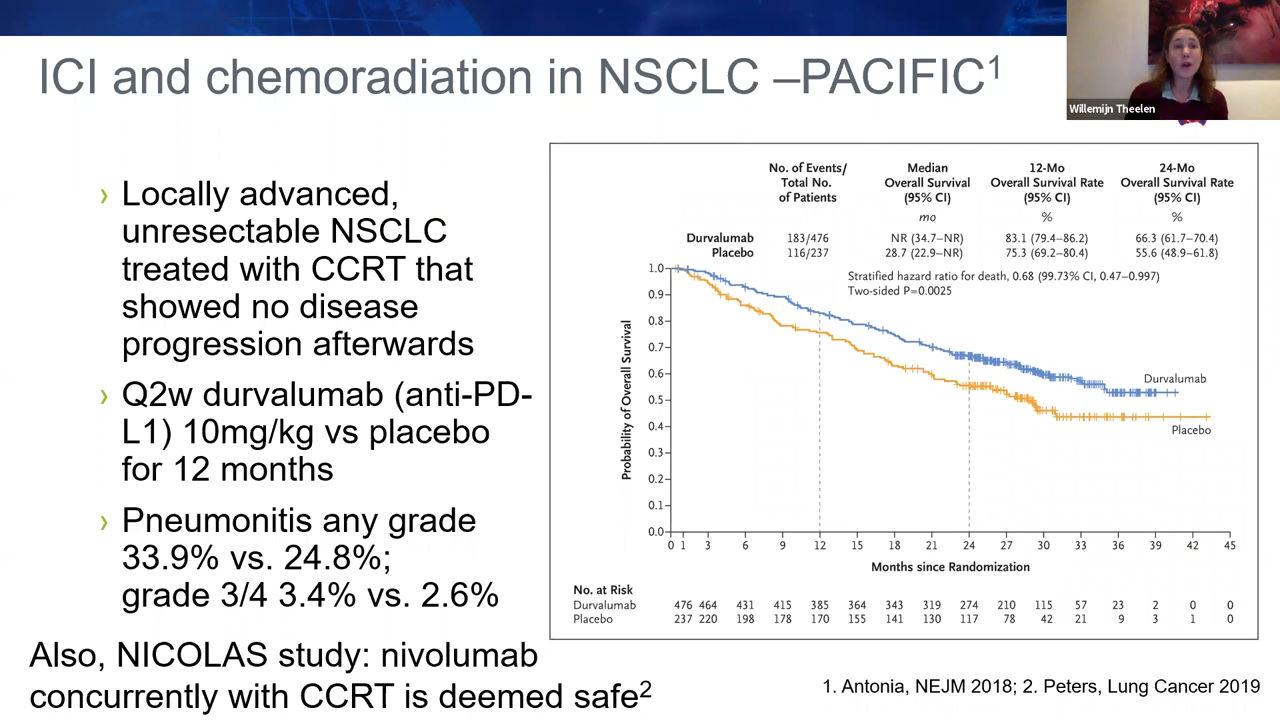 ICI and chemoradiation in NSCLC –PACIFIC1
Willemijn Theelen
› Locally advanced,
unresectable NSCLC
treated with CCRT that
showed no disease
progression afterwards
› Q2w durvalumab (anti-PD-
L1) 10mg/kg vs placebo
for 12 months
› Pneumonitis any grade
33.9% vs. 24.8%;
grade 3/4 3.4% vs. 2.6%
Also, NICOLAS study: nivolumab
concurrently with CCRT is deemed safe2
No. of Events/ Median 12-Mo 24-Mo
Total No. Overall Survival Overall Survival Rate Overall Survival Rate
of Patients (95% CI) (95% CI) (95% CI)
mo % %
Durvalumab 183/476 NR (34.7–NR) 83.1 (79.4–86.2) 66.3 (61.7–70.4)
Placebo 116/237 28.7 (22.9–NR) 75.3 (69.2–80.4) 55.6 (48.9–61.8)
Stratified hazard ratio for death, 0.68 (99.73% CI, 0.47–0.997)
Two-sided P=0.0025
Probability of Overall Survival
1.0
0.9
0.8
0.7
0.6
0.5
0.4
0.3
0.2
0.1
0.0
Durvalumab
Placebo
0 1 3 6 9 12 15 18 21 24 27 30 33 36 39 42 45
Months since Randomization
No. at Risk
Durvalumab 476 464 431 415 385 364 343 319 274 210 115 57 23 2 0 0
Placebo 237 220 198 178 170 155 141 130 117 78 42 21 9 3 1 0
1. Antonia, NEJM 2018; 2. Peters, Lung Cancer 2019